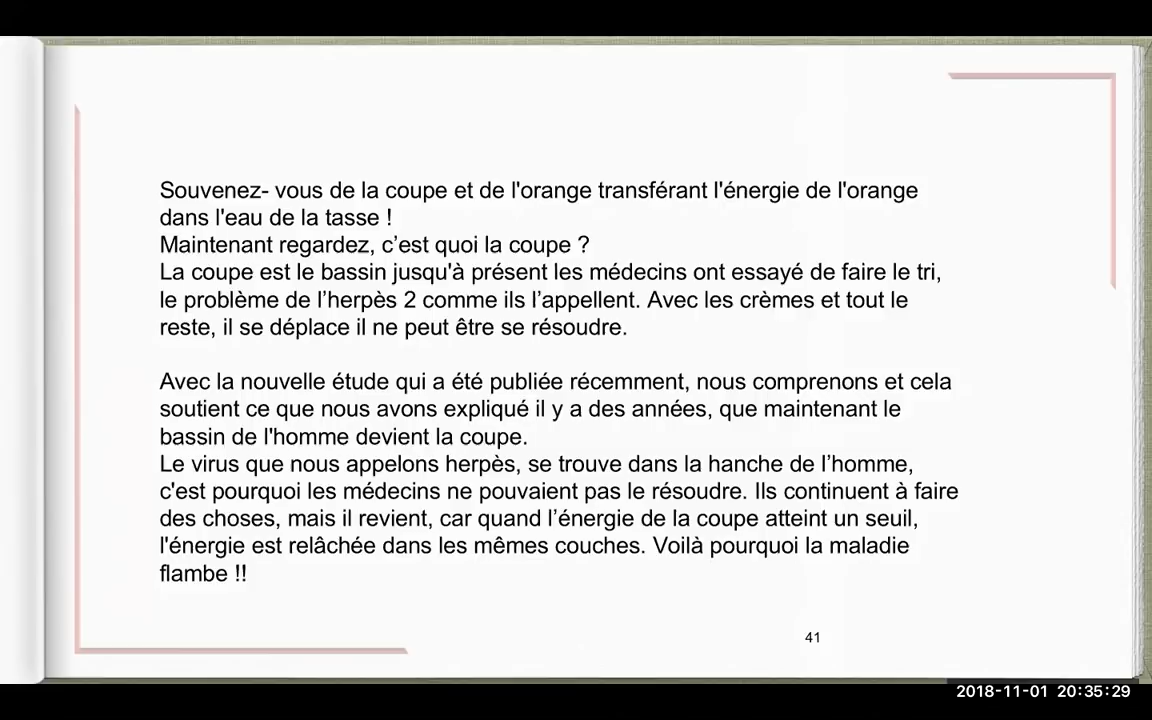 Souvenez- vous de la coupe et de l'orange transférant l'énergie de l'orange
dans l'eau de la tasse !
Maintenant regardez, c’est quoi la coupe ?
La coupe est le bassin jusqu'à présent les médecins ont essayé de faire le tri,
le problème de l’herpès 2 comme ils l’appellent. Avec les crèmes et tout le
reste, il se déplace il ne peut être se résoudre.
Avec la nouvelle étude qui a été publiée récemment, nous comprenons et cela
soutient ce que nous avons expliqué il y a des années, que maintenant le
bassin de l'homme devient la coupe.
Le virus que nous appelons herpès, se trouve dans la hanche de l’homme,
c'est pourquoi les médecins ne pouvaient pas le résoudre. Ils continuent à faire
des choses, mais il revient, car quand l’énergie de la coupe atteint un seuil,
l'énergie est relâchée dans les mêmes couches. Voilà pourquoi la maladie
flambe !!
41
2018-11-01 20:35:29